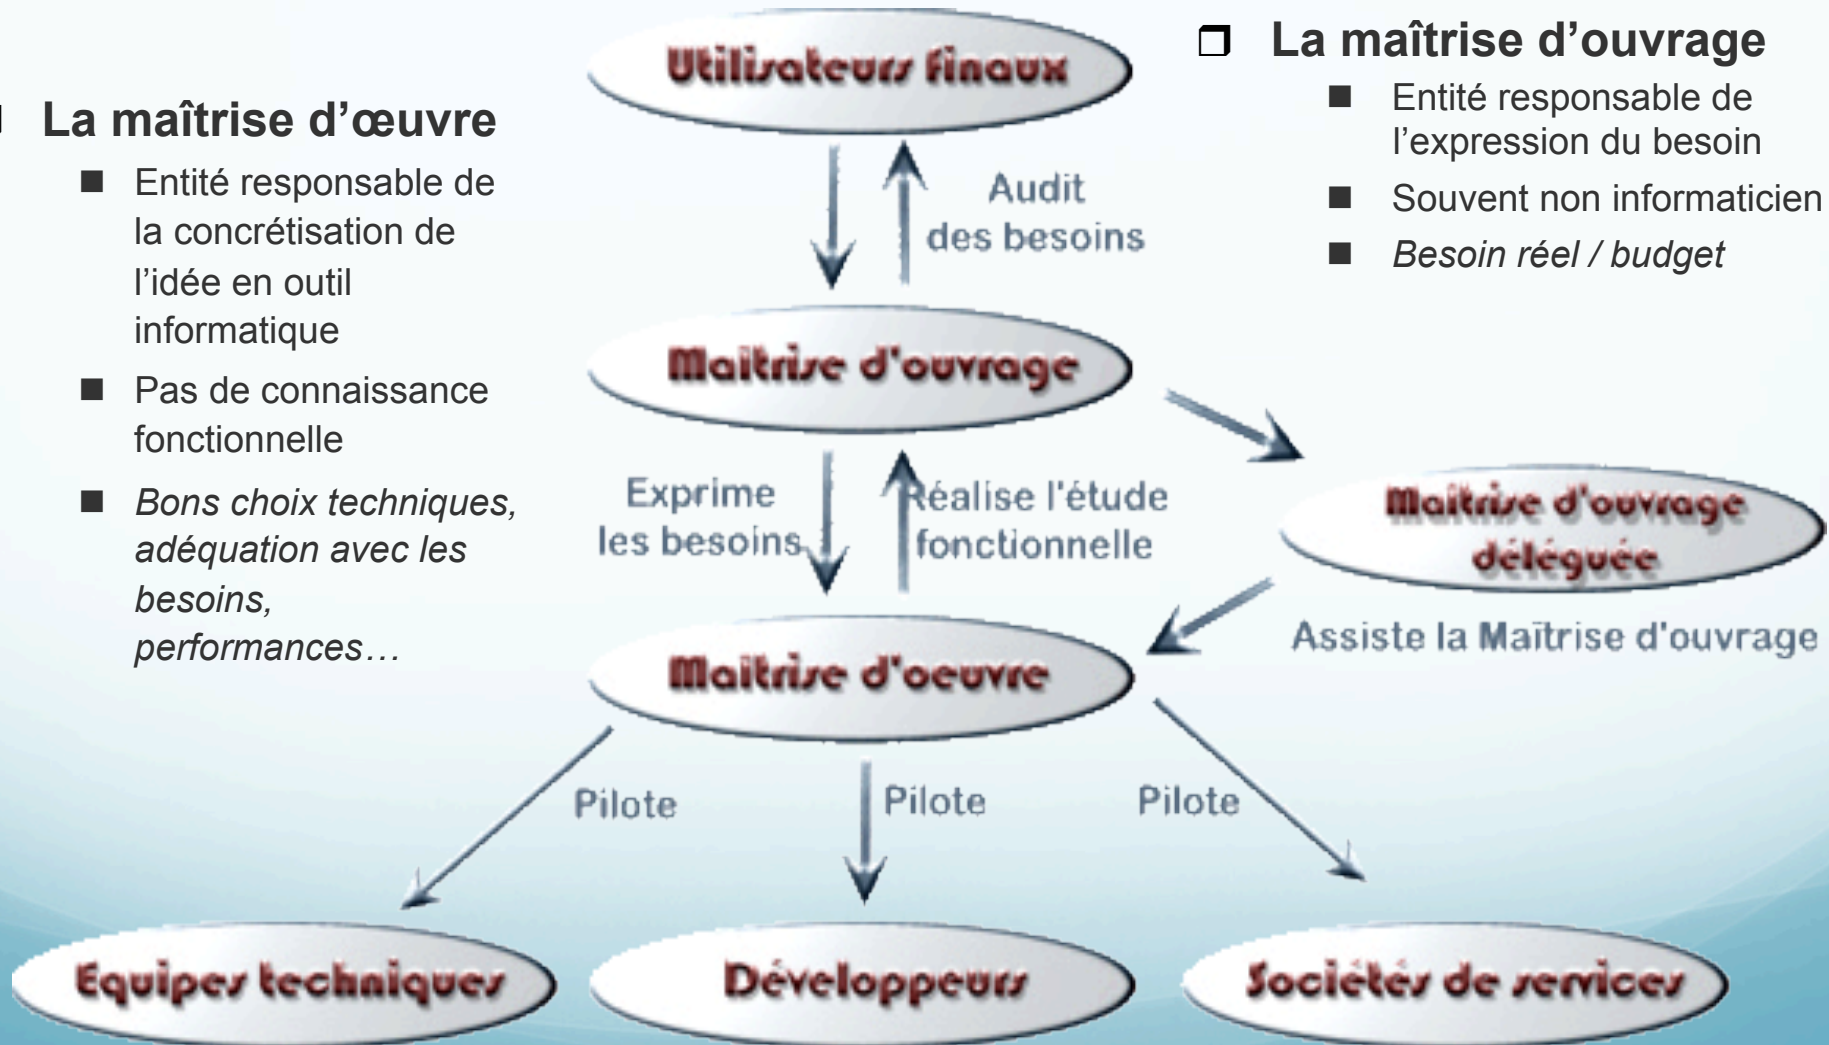 La maîtrise d’œuvre
Entité responsable de
la concrétisation de
l’idée en outil
informatique
Pas de connaissance
fonctionnelle
Bons choix techniques,
adéquation avec les
besoins,
performances…
La maîtrise d’ouvrage
Entité responsable de
l’expression du besoin
Souvent non informaticien
Besoin réel / budget
Utilisateurs finaux
Audit
des besoins
Maîtrise d'ouvrage
Exprime
les besoins
Réalise l'étude
fonctionnelle
Maîtrise d'ouvrage
déléguée
Assiste la Maîtrise d'ouvrage
Maîtrise d'oeuvre
Pilote
Pilote
Pilote
Equipes techniques
Développeurs
Sociétés de services